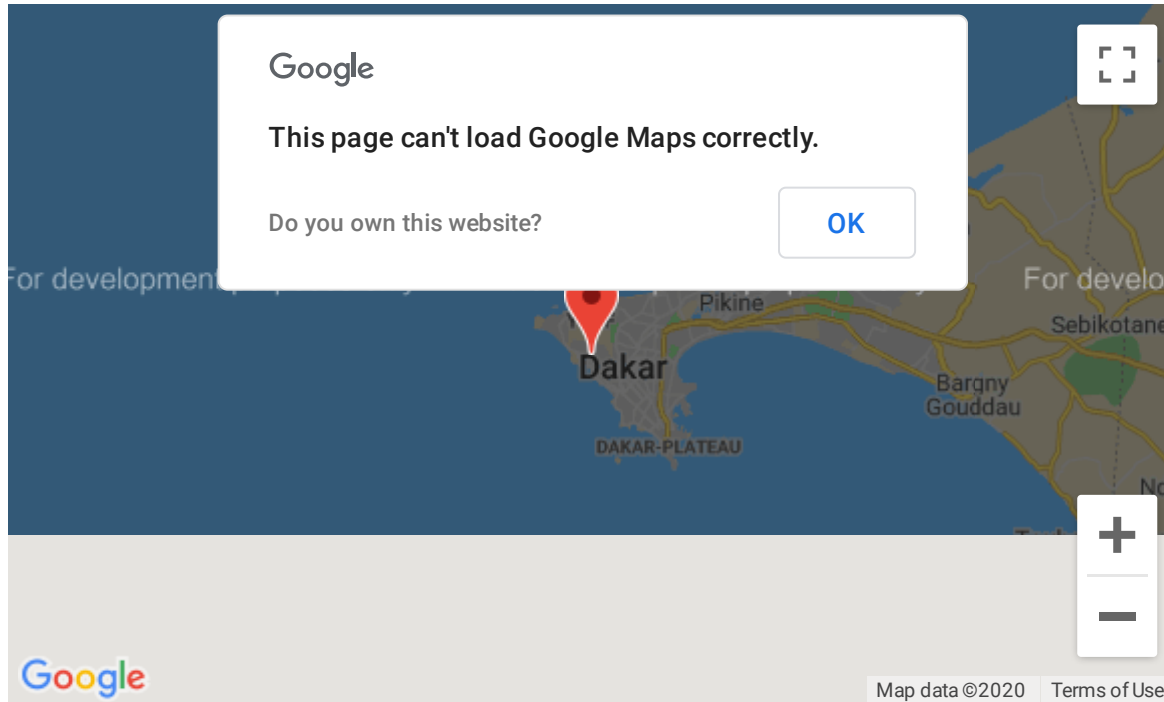 Google
This page can't load Google Maps correctly.
Do you own this website?
OK
For development
For develo
Pikine
Sebikotane
Dakar
Bargny
Gouddau
DAKAR-PLATEAU
No
Google
Map data ©2020
Terms of Use